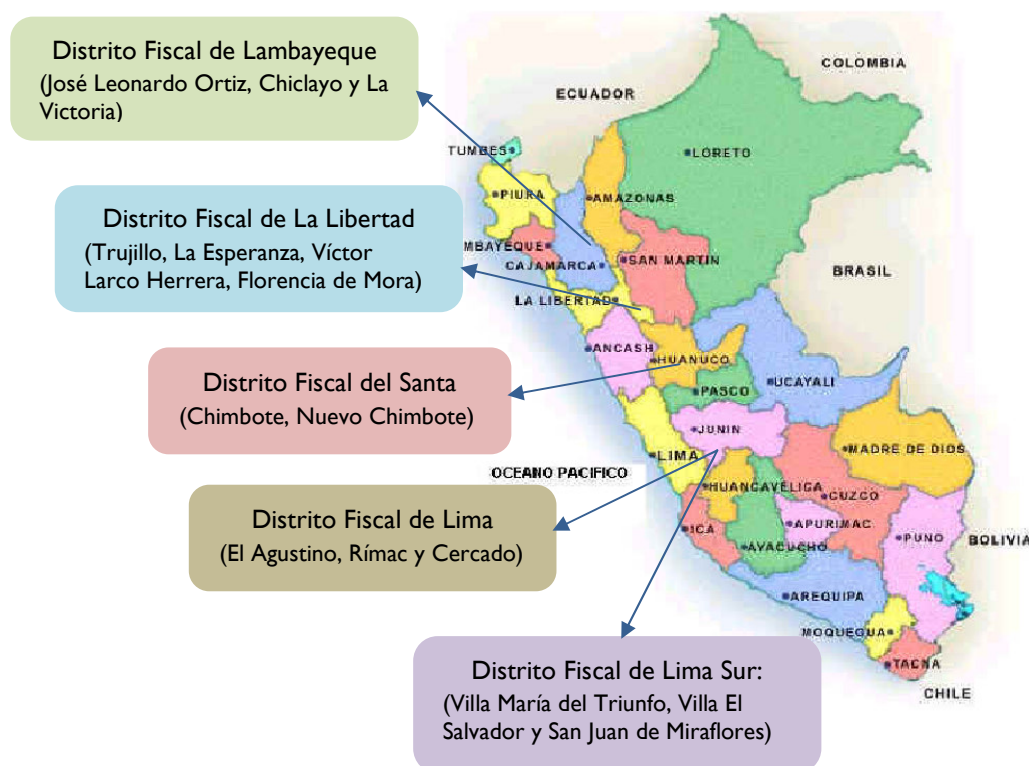 Distrito Fiscal de Lambayeque
(José Leonardo Ortiz, Chiclayo y La
Victoria)
COLOMBIA
ECUADOR
TUMBES
LORETO
PIURA
AMAZONAS
Distrito Fiscal de La Libertad
(Trujillo, La Esperanza, Víctor
Larco Herrera, Florencia de Mora)
MBAYEQUE
CAJAMARCA
SAN MARTIN
BRASIL
LA LIBERTAD
ANCASH
HUANUCO
Distrito Fiscal del Santa
(Chimbote, Nuevo Chimbote)
PASCO
UCAYALI
JUNIN
LIMA
MADRE DE DIOS
OCEANO PACIFICO
HUANCAVELICA
CUZCO
Distrito Fiscal de Lima
(El Agustino, Rímac y Cercado)
ICA
APURIMAC
AYACUCHO
PUNO
BOLIVIA
AREQUIPA
MOQUEGUA
TACNA
CHILE
Distrito Fiscal de Lima Sur:
(Villa María del Triunfo, Villa El
Salvador y San Juan de Miraflores)